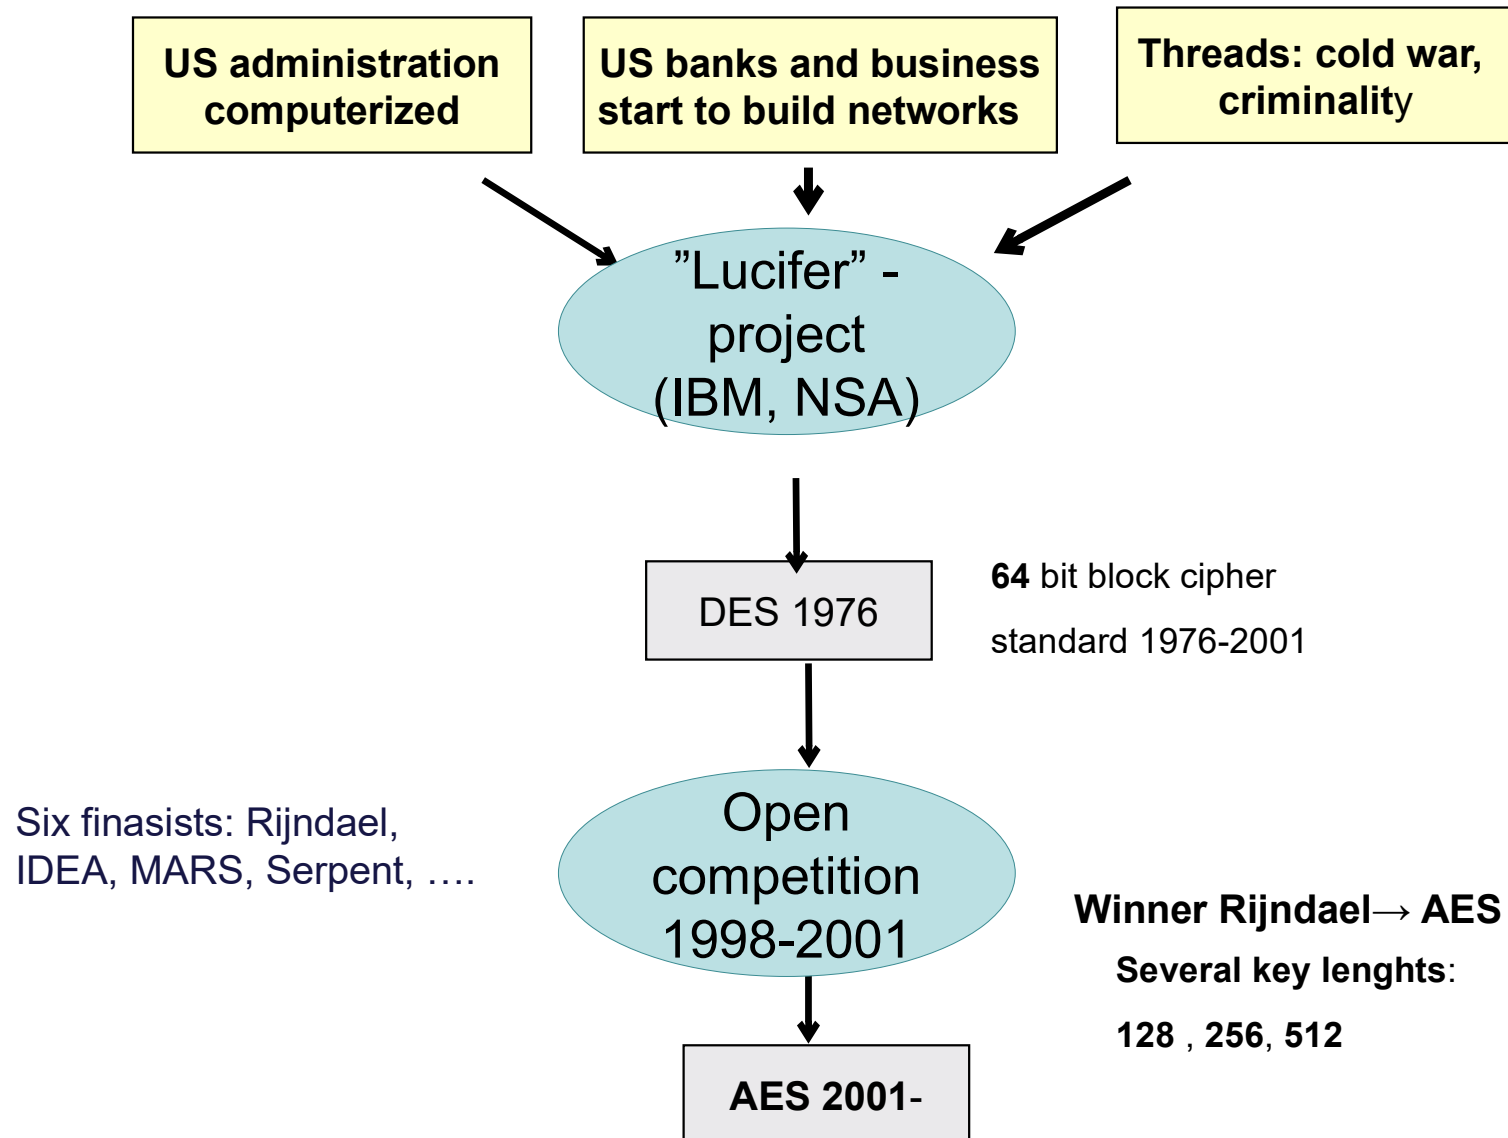 US administration
computerized
US banks and business
start to build networks
Threads: cold war,
criminality
”Lucifer” -
project
(IBM, NSA)
DES 1976
64 bit block cipher
standard 1976-2001
Six finasists: Rijndael,
IDEA, MARS, Serpent, ….
Open
competition
1998-2001
Winner Rijndael→ AES
Several key lenghts:
128 , 256, 512
AES 2001-